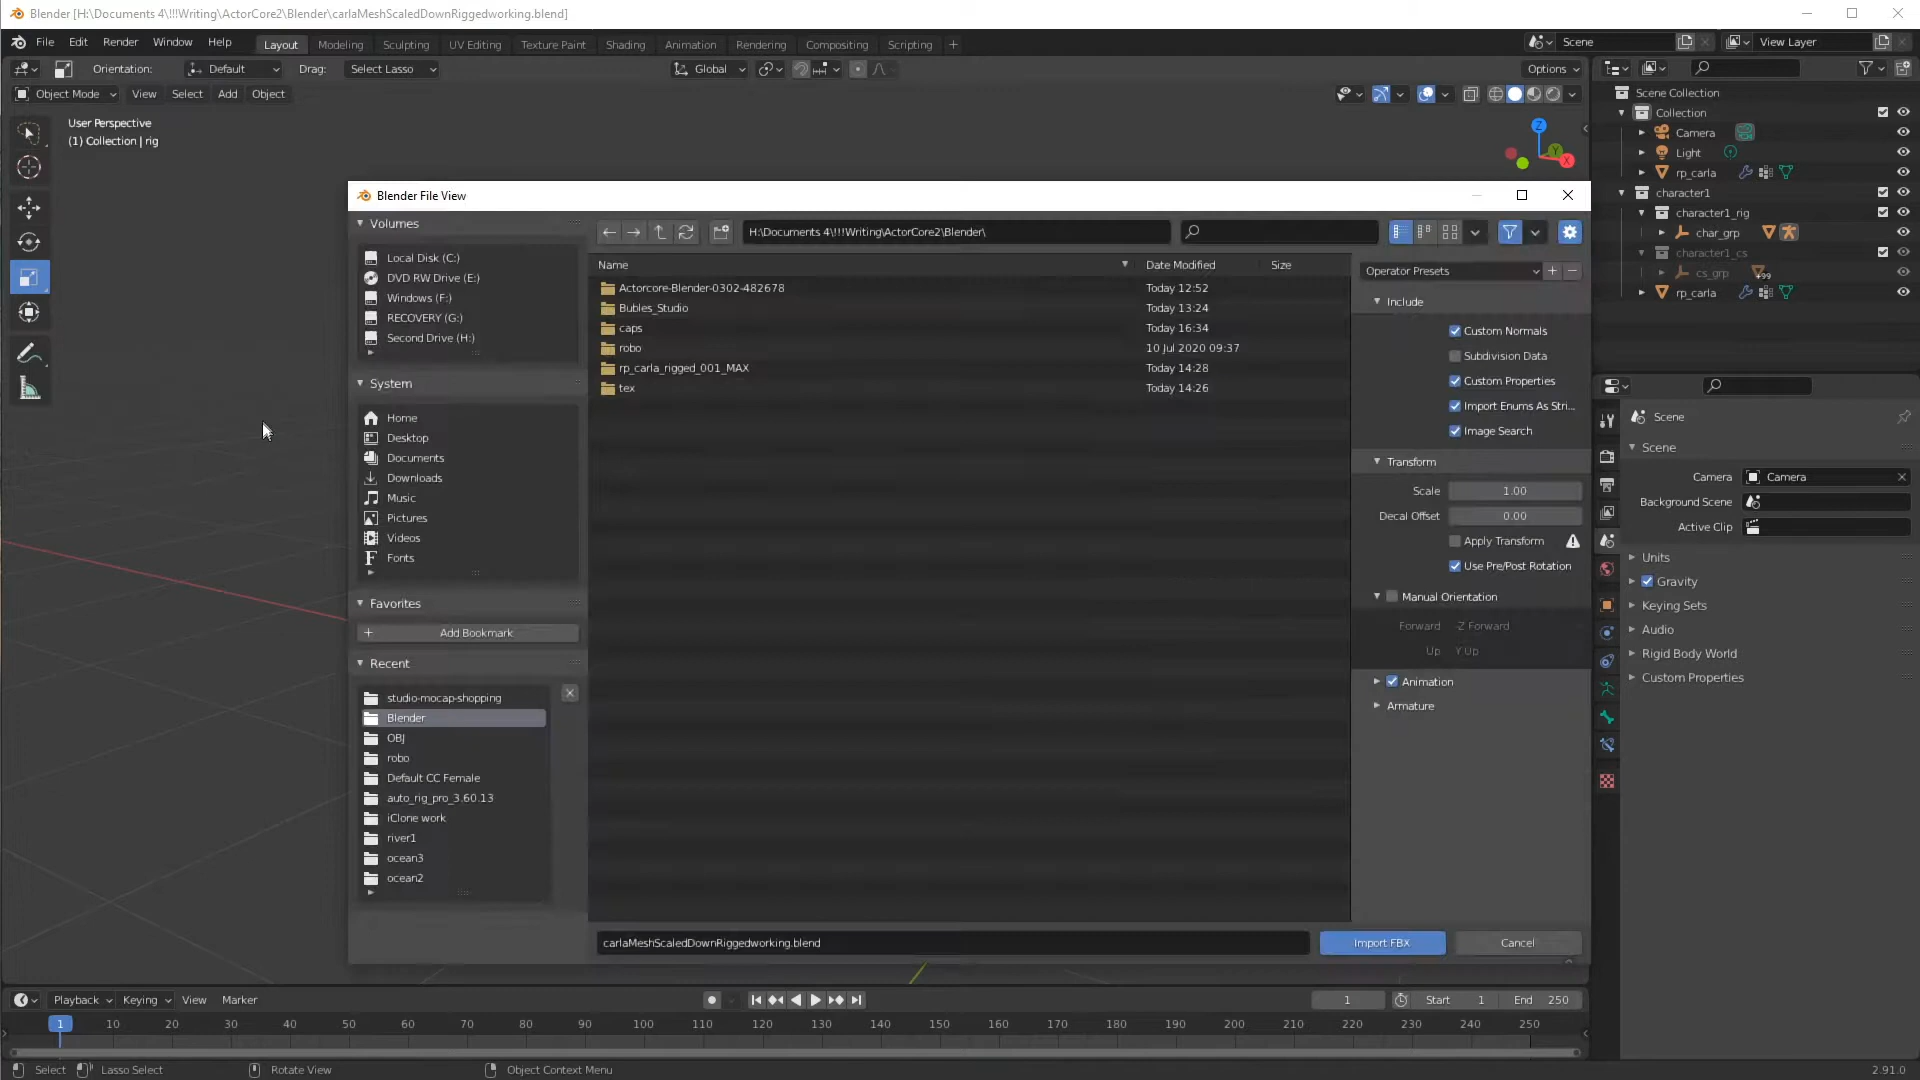 Blender [H:\Documents 4\!!!Writing\ActorCore2\Blender\carlaMeshScaledDownRiggedworking.blend]
File Edit Render Window Help Layout Modeling Sculpting UV Editing Texture Paint Shading Animation Rendering Compositing Scripting + Scene View Layer
Orientation: Default Drag: Select Lasso Global Options
Object Mode View Select Add Object
User Perspective
(1) Collection | rig
Z
Y
X
Scene Collection
Collection
Camera
Light
rp_carla
character1
character1_rig
char_grp
character1_cs
cs_grp +99
rp_carla
Blender File View
Volumes
Local Disk (C:)
DVD RW Drive (E:)
Windows (F:)
RECOVERY (G:)
Second Drive (H:)
System
Home
Desktop
Documents
Downloads
Music
Pictures
Videos
Fonts
Favorites
Add Bookmark
Recent
studio-mocap-shopping
Blender
OBJ
robo
Default CC Female
auto_rig_pro_3.60.13
iClone work
river1
ocean3
ocean2
H:\Documents 4\!!!Writing\ActorCore2\Blender\
Name Date Modified Size
Actorcore-Blender-0302-482678 Today 12:52
Bubles_Studio Today 13:24
caps Today 16:34
robo 10 Jul 2020 09:37
rp_carla_rigged_001_MAX Today 14:28
tex Today 14:26
Operator Presets
Include
Custom Normals
Subdivision Data
Custom Properties
Import Enums As Stri...
Image Search
Transform
Scale 1.00
Decal Offset 0.00
Apply Transform
Use Pre/Post Rotation
Manual Orientation
Forward -Z Forward
Up Y Up
Animation
Armature
carlaMeshScaledDownRiggedworking.blend Import FBX Cancel
Scene
Scene
Camera Camera
Background Scene
Active Clip
Units
Gravity
Keying Sets
Audio
Rigid Body World
Custom Properties
Playback Keying View Marker 1 Start 1 End 250
1 10 20 30 40 50 60 70 80 90 100 110 120 130 140 150 160 170 180 190 200 210 220 230 240 250
Select Lasso Select Rotate View Object Context Menu 2.91.0